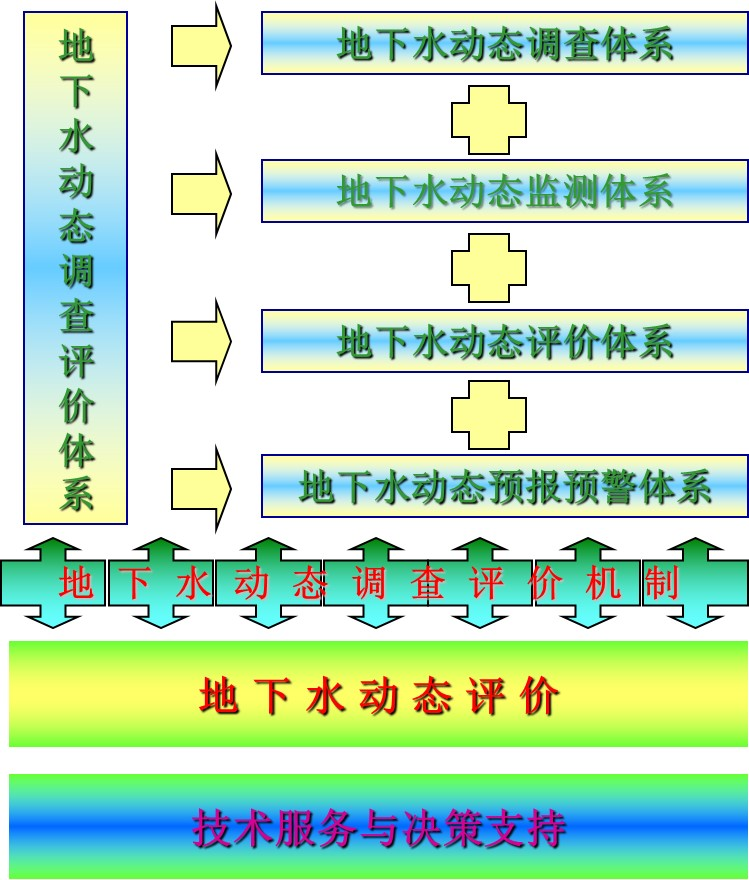 地下水动态调查评价体系
地下水动态调查体系
地下水动态监测体系
地下水动态评价体系
地下水动态预报预警体系
地下水动态调查评价机制
地下水动态评价
技术服务与决策支持